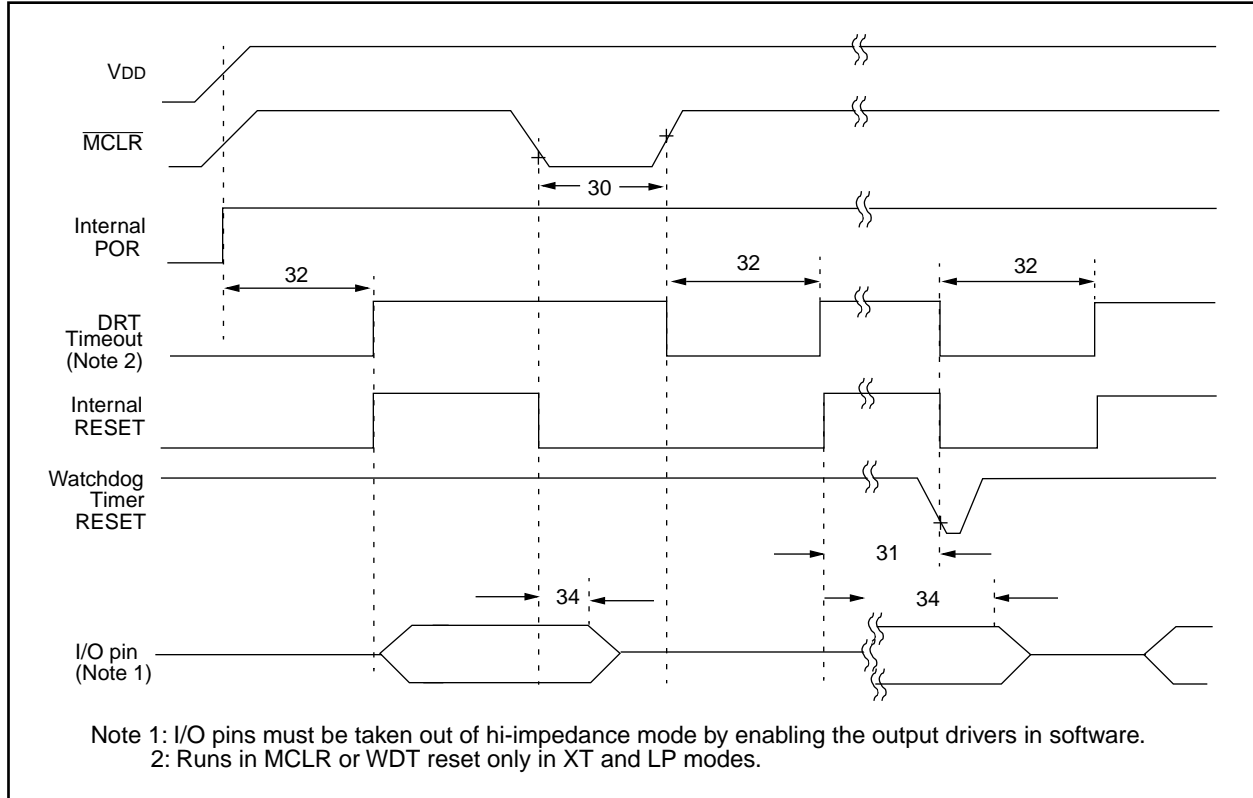 VDD
MCLR
30
Internal
POR
32
32
32
DRT
Timeout
(Note 2)
Internal
RESET
Watchdog
Timer
RESET
31
34
34
I/O pin
(Note 1)
Note 1: I/O pins must be taken out of hi-impedance mode by enabling the output drivers in software.
2: Runs in MCLR or WDT reset only in XT and LP modes.